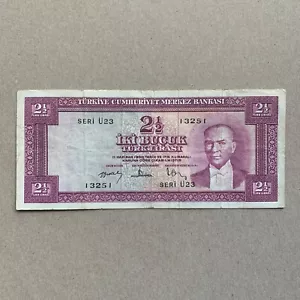 TÜRKİYE CUMHURİYET MERKEZ BANKASI
2½ 2½
SERİ U23 2½ 13251
İKİ BUÇUK
TÜRK LİRASI
13251 SERİ U23
2½ 2½